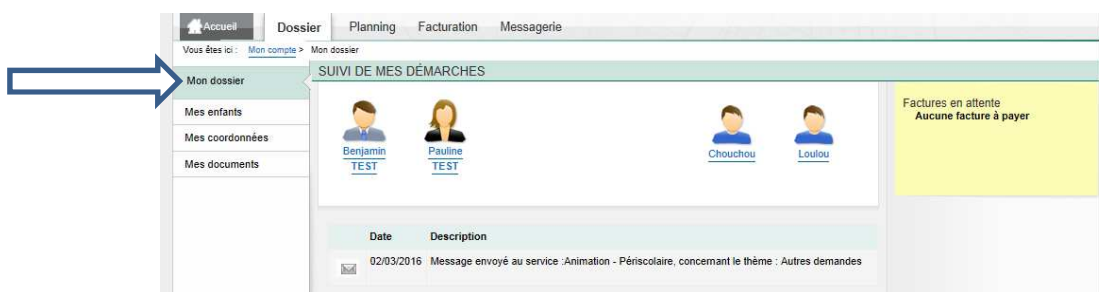 Accueil Dossier Planning Facturation Messagerie
Vous êtes ici : Mon compte > Mon dossier
Mon dossier
Mes enfants
Mes coordonnées
Mes documents
SUIVI DE MES DÉMARCHES
Benjamin TEST
Pauline TEST
Chouchou
Loulou
Factures en attente
Aucune facture à payer
Date Description
02/03/2016 Message envoyé au service :Animation - Périscolaire, concernant le thème : Autres demandes